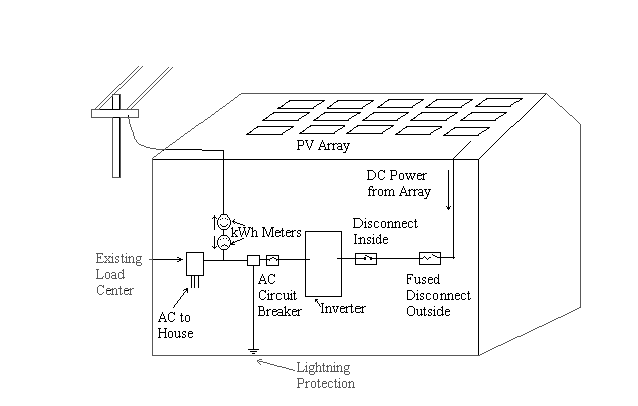 PV Array
DC Power
from Array
Disconnect
Inside
kWh Meters
Existing
Load
Center
AC
Circuit
Breaker
Inverter
Fused
Disconnect
Outside
AC to
House
Lightning
Protection